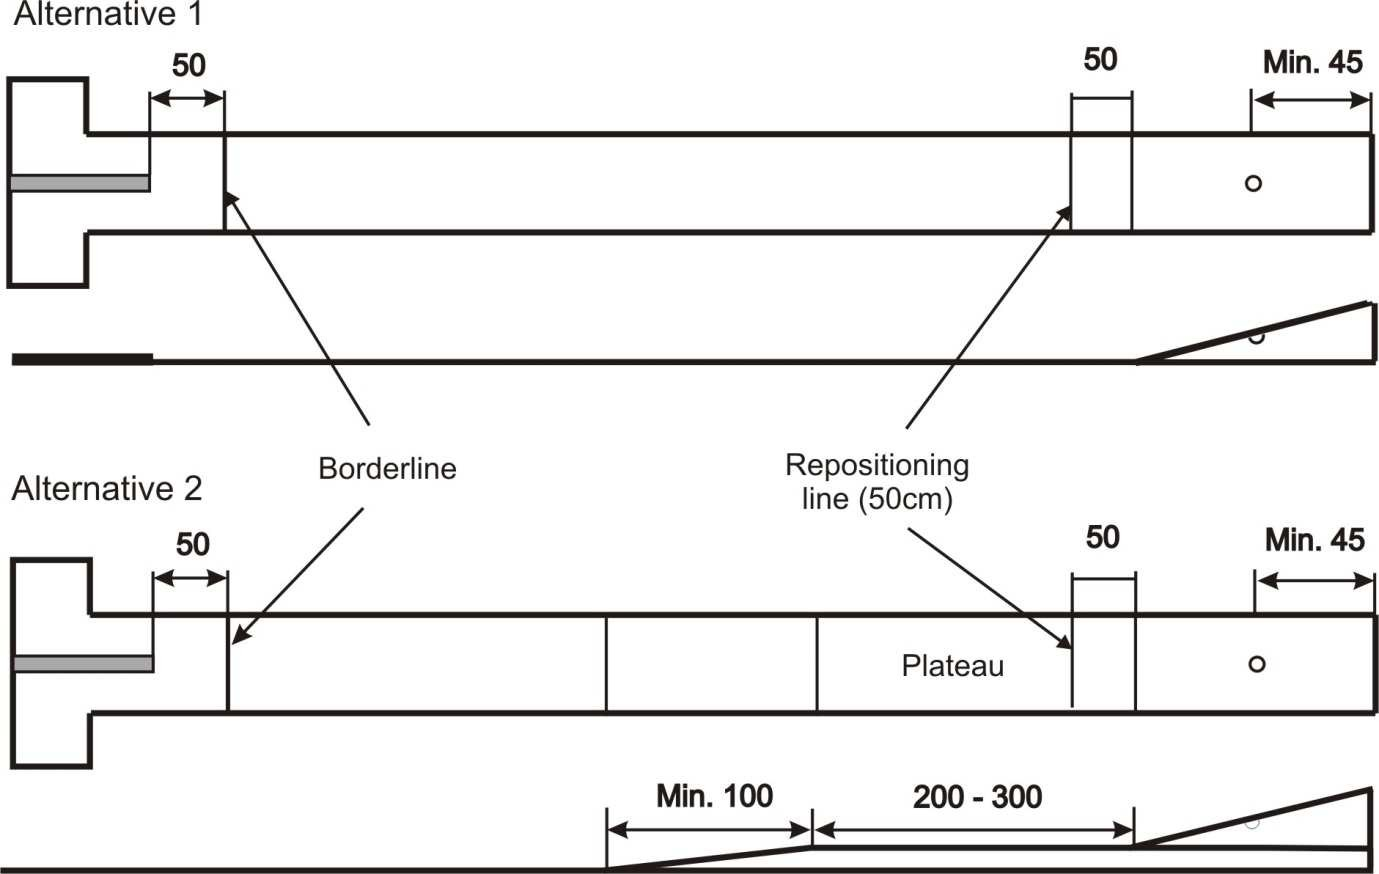 Alternative 1
50
50
Min. 45
Borderline
Repositioning
line (50cm)
Alternative 2
50
50
Min. 45
Plateau
Min. 100
200 - 300